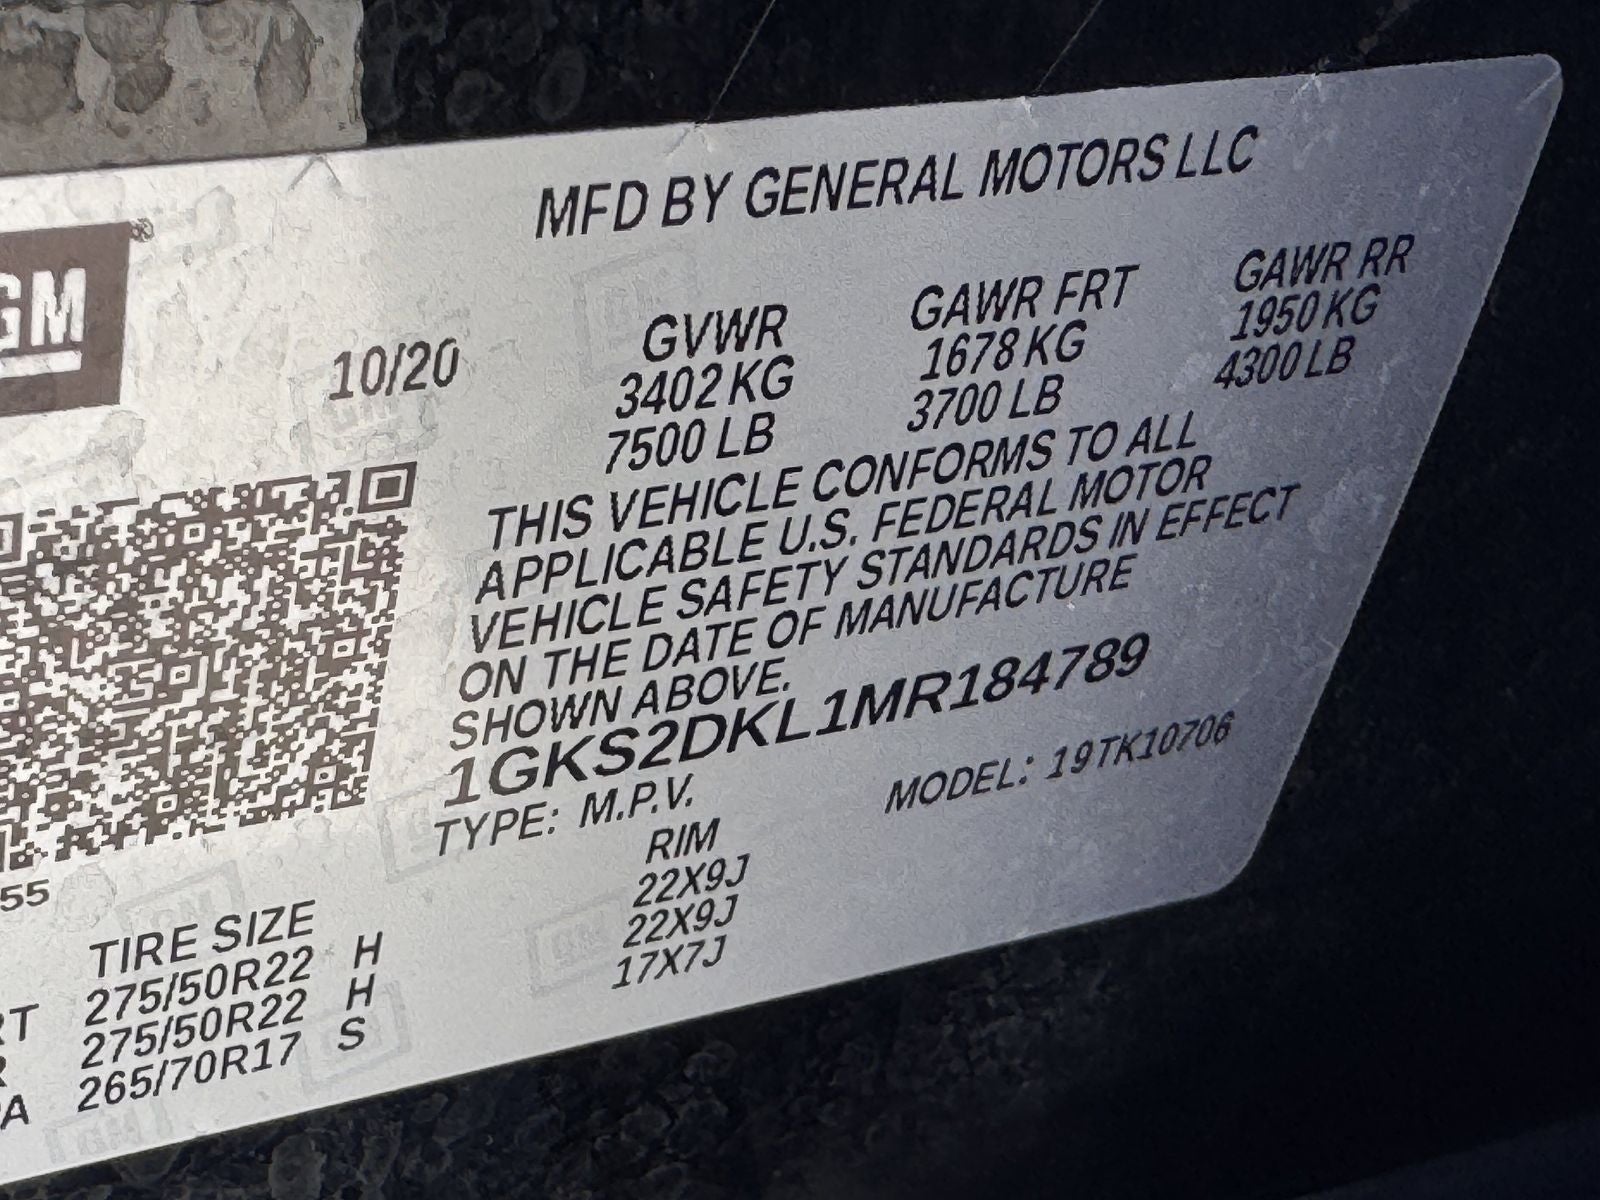 GM
MFD BY GENERAL MOTORS LLC
10/20
GVWR GAWR FRT GAWR RR
3402 KG 1678 KG 1950 KG
7500 LB 3700 LB 4300 LB
THIS VEHICLE CONFORMS TO ALL
APPLICABLE U.S. FEDERAL MOTOR
VEHICLE SAFETY STANDARDS IN EFFECT
ON THE DATE OF MANUFACTURE
SHOWN ABOVE.
1GKS2DKL1MR184789
TYPE: M.P.V. MODEL: 19TK10706
55
TIRE SIZE RIM
RT 275/50R22 H 22X9J
R 275/50R22 H 22X9J
PA 265/70R17 S 17X7J